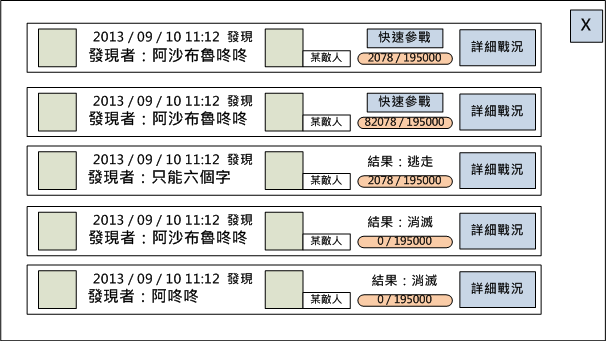 X
2013 / 09 / 10 11:12 發現
發現者：阿沙布魯咚咚
某敵人
快速參戰
2078 / 195000
詳細戰況
2013 / 09 / 10 11:12 發現
發現者：阿沙布魯咚咚
某敵人
快速參戰
82078 / 195000
詳細戰況
2013 / 09 / 10 11:12 發現
發現者：只能六個字
某敵人
結果：逃走
2078 / 195000
詳細戰況
2013 / 09 / 10 11:12 發現
發現者：阿沙布魯咚咚
某敵人
結果：消滅
0 / 195000
詳細戰況
2013 / 09 / 10 11:12 發現
發現者：阿咚咚
某敵人
結果：消滅
0 / 195000
詳細戰況